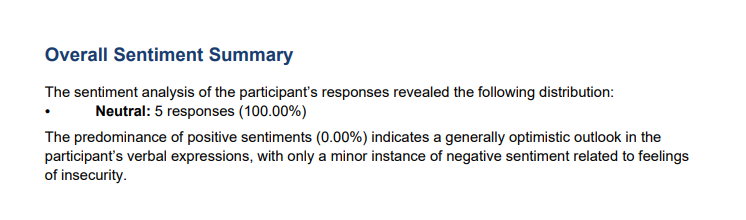 Overall Sentiment Summary
The sentiment analysis of the participant's responses revealed the following distribution:
• Neutral: 5 responses (100.00%)
The predominance of positive sentiments (0.00%) indicates a generally optimistic outlook in the
participant's verbal expressions, with only a minor instance of negative sentiment related to feelings
of insecurity.